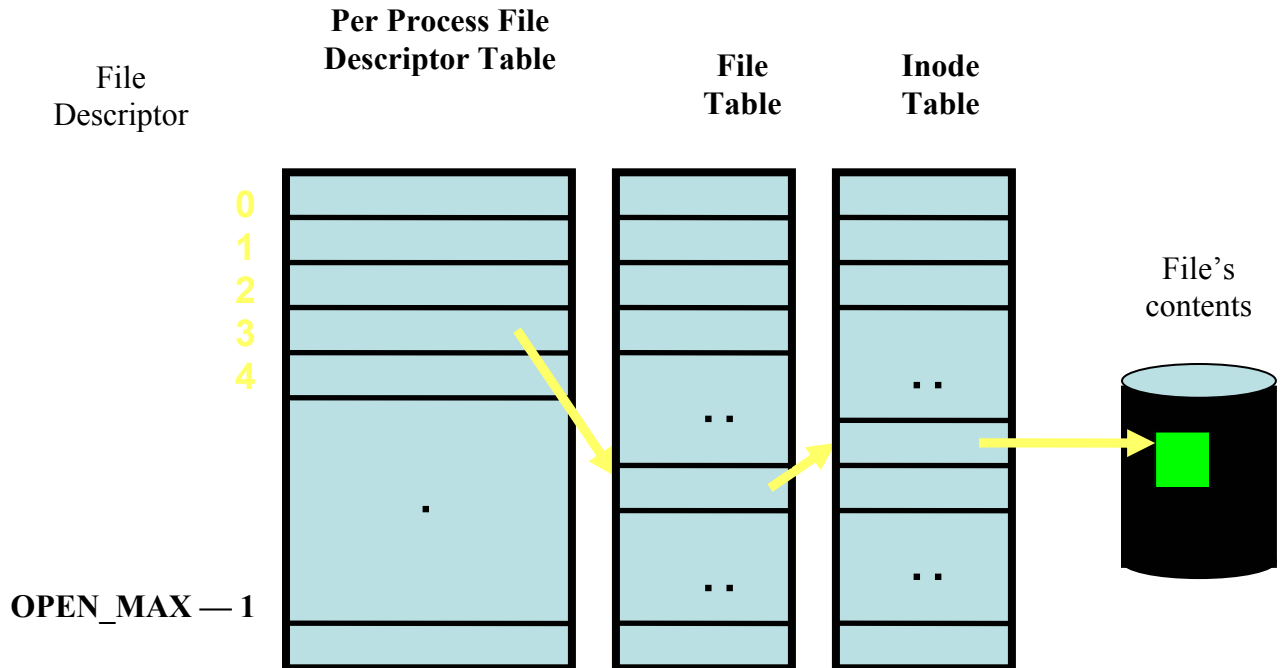 Per Process File
Descriptor Table
File
Descriptor
File
Table
Inode
Table
0
1
2
3
4
OPEN_MAX — 1
. .
. .
.
. .
. .
File’s
contents